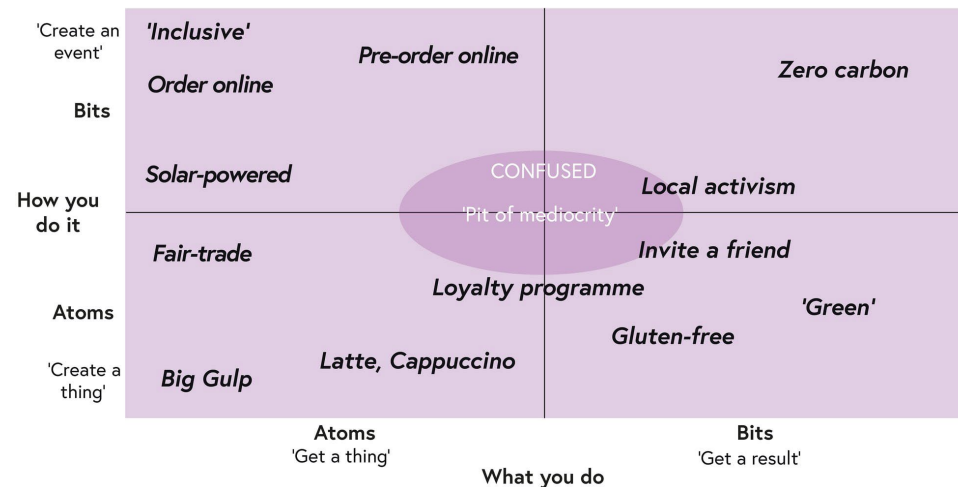 'Create an
event'
'Inclusive'
Pre-order online
Zero carbon
Order online
Bits
Solar-powered
CONFUSED
Local activism
How you
do it
'Pit of mediocrity'
Fair-trade
Invite a friend
Loyalty programme
'Green'
Atoms
Gluten-free
'Create a
thing'
Big Gulp
Latte, Cappuccino
Atoms
'Get a thing'
Bits
'Get a result'
What you do